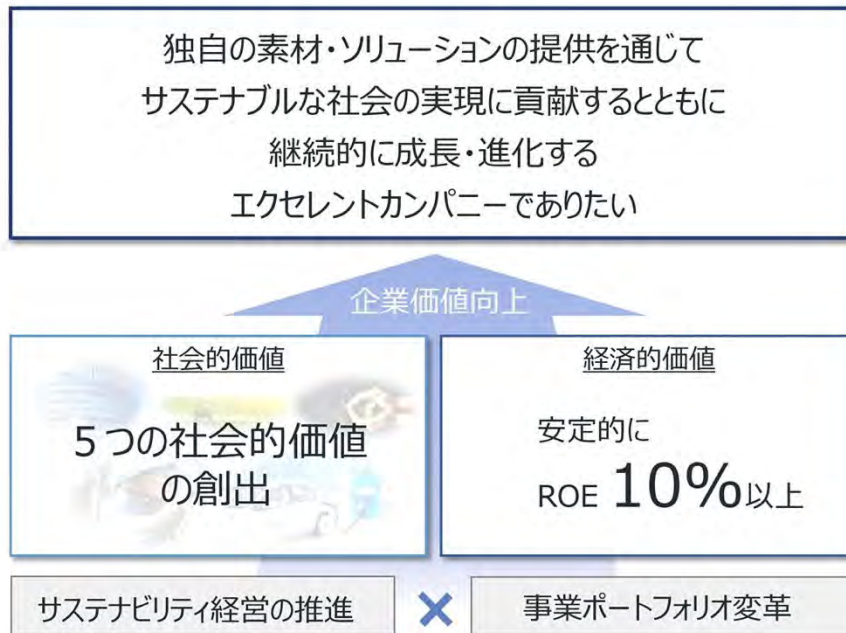 独自の素材・ソリューションの提供を通じて
サステナブルな社会の実現に貢献するとともに
継続的に成長・進化する
エクセレントカンパニーでありたい
企業価値向上
社会的価値
5つの社会的価値
の創出
経済的価値
安定的に
ROE 10%以上
サステナビリティ経営の推進
×
事業ポートフォリオ変革